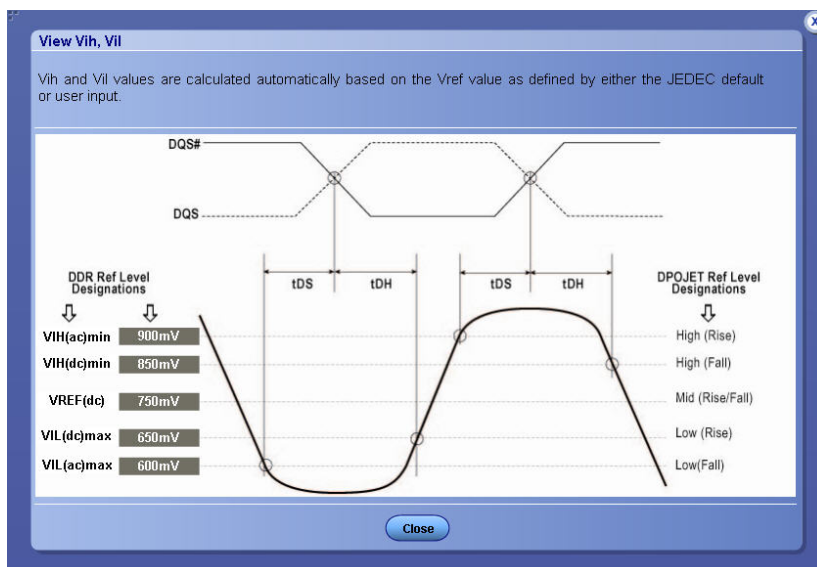 View Vih, Vil
Vih and Vil values are calculated automatically based on the Vref value as defined by either the JEDEC default
or user input.
DQS#
DQS
DDR Ref Level
Designations
tDS
tDH
tDS
tDH
DPOJET Ref Level
Designations
VIH(ac)min
900mV
High (Rise)
VIH(dc)min
850mV
High (Fall)
VREF(dc)
750mV
Mid (Rise/Fall)
VIL(dc)max
650mV
Low (Rise)
VIL(ac)max
600mV
Low(Fall)
Close